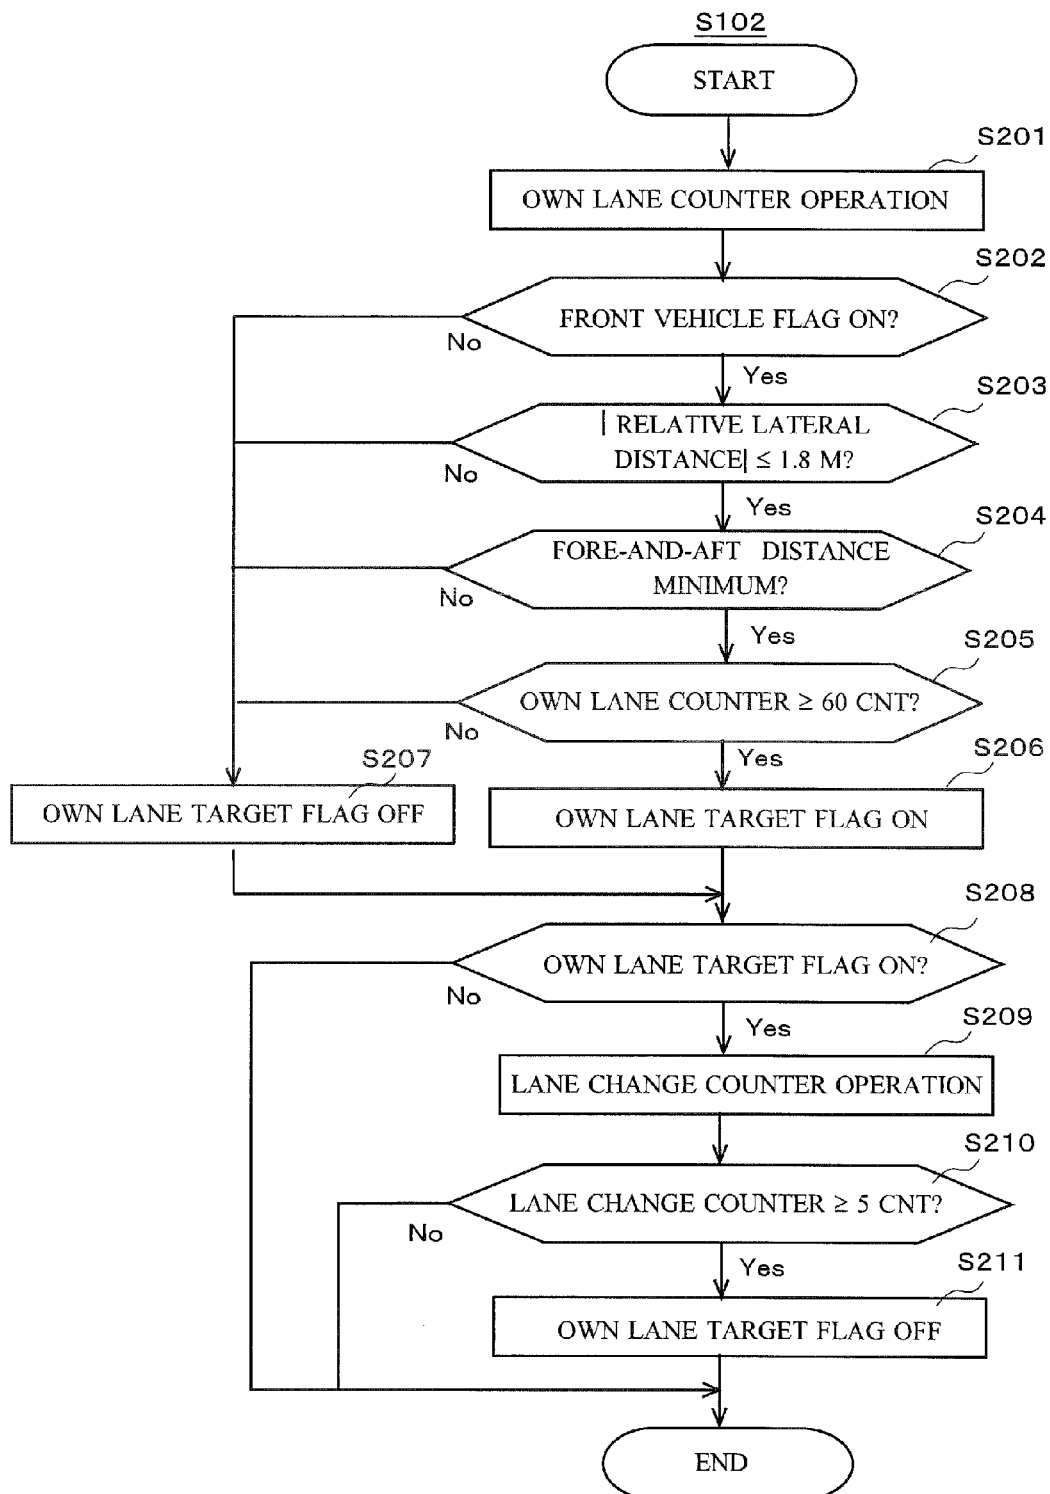 S102
START
S201
OWN LANE COUNTER OPERATION
S202
FRONT VEHICLE FLAG ON?
No
Yes
S203
| RELATIVE LATERAL
DISTANCE| ≤ 1.8 M?
No
Yes
S204
FORE-AND-AFT DISTANCE
MINIMUM?
No
Yes
S205
OWN LANE COUNTER ≥ 60 CNT?
No
Yes
S206
S207
OWN LANE TARGET FLAG OFF
OWN LANE TARGET FLAG ON
S208
OWN LANE TARGET FLAG ON?
No
Yes
S209
LANE CHANGE COUNTER OPERATION
S210
LANE CHANGE COUNTER ≥ 5 CNT?
No
Yes
S211
OWN LANE TARGET FLAG OFF
END